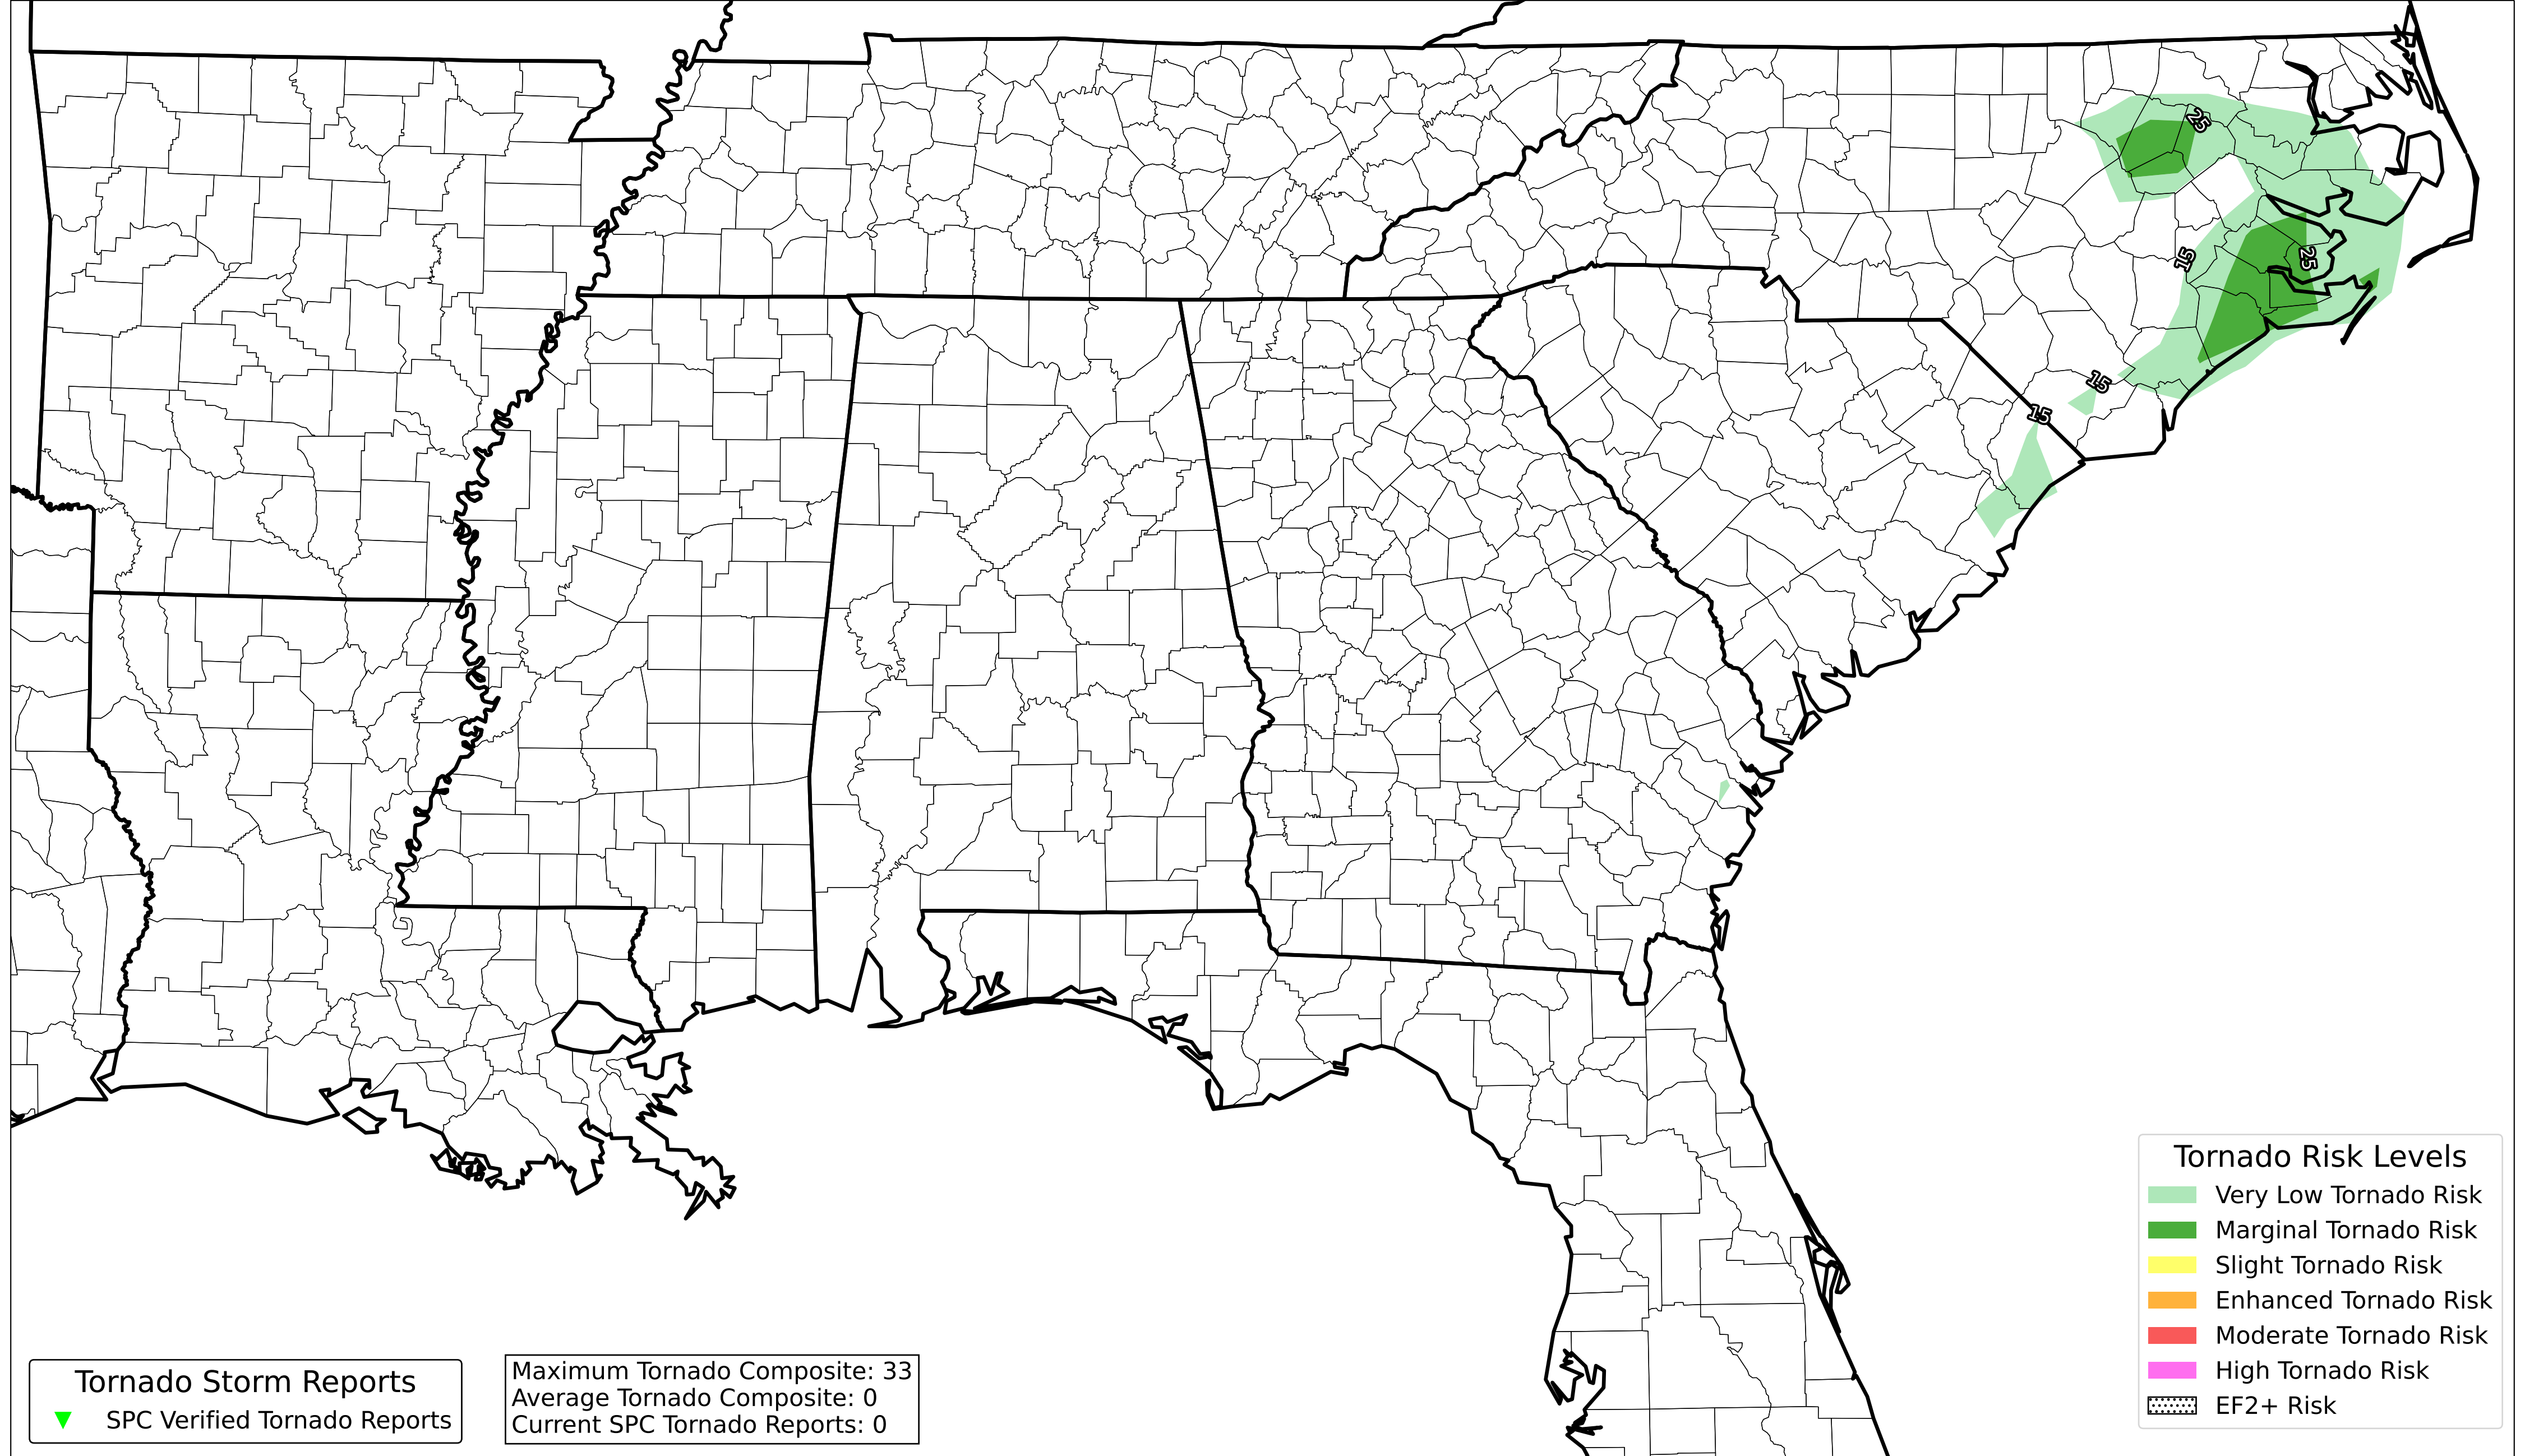 25
15
25
15
15
Tornado Storm Reports
SPC Verified Tornado Reports
Maximum Tornado Composite: 33
Average Tornado Composite: 0
Current SPC Tornado Reports: 0
Tornado Risk Levels
Very Low Tornado Risk
Marginal Tornado Risk
Slight Tornado Risk
Enhanced Tornado Risk
Moderate Tornado Risk
High Tornado Risk
EF2+ Risk